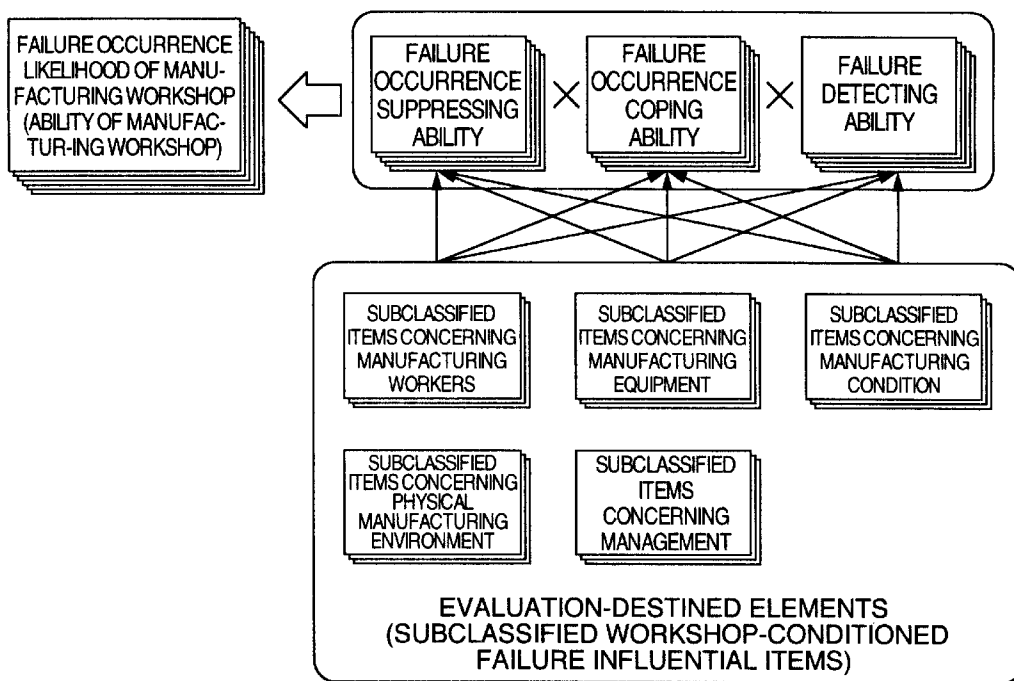 FAILURE OCCURRENCE
LIKELIHOOD OF MANU-
FACTURING WORKSHOP
(ABILITY OF MANUFAC-
TUR-ING WORKSHOP)
FAILURE
OCCURRENCE
SUPPRESSING
ABILITY
×
FAILURE
OCCURRENCE
COPING
ABILITY
×
FAILURE
DETECTING
ABILITY
SUBCLASSIFIED
ITEMS CONCERNING
MANUFACTURING
WORKERS
SUBCLASSIFIED
ITEMS CONCERNING
MANUFACTURING
EQUIPMENT
SUBCLASSIFIED
ITEMS CONCERNING
MANUFACTURING
CONDITION
SUBCLASSIFIED
ITEMS CONCERNING
PHYSICAL
MANUFACTURING
ENVIRONMENT
SUBCLASSIFIED
ITEMS
CONCERNING
MANAGEMENT
EVALUATION-DESTINED ELEMENTS
(SUBCLASSIFIED WORKSHOP-CONDITIONED
FAILURE INFLUENTIAL ITEMS)